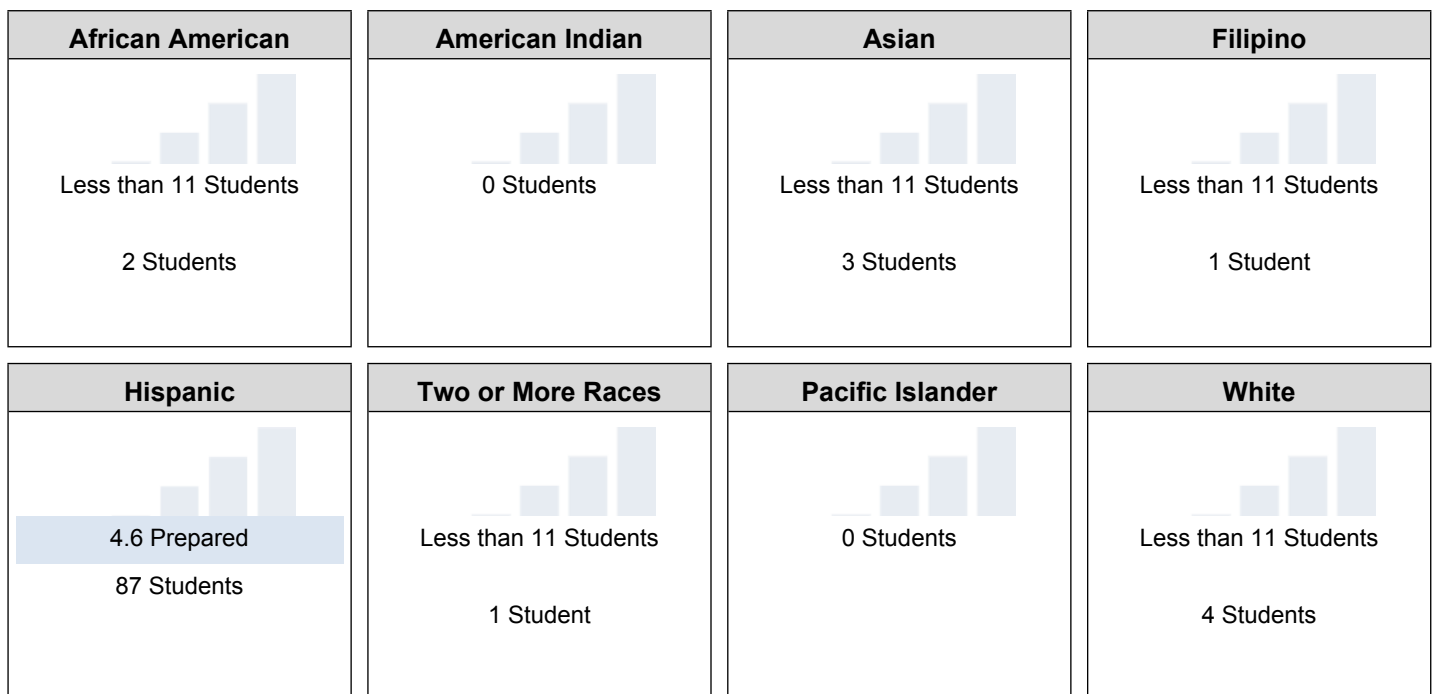 African American
American Indian
Asian
Filipino
Less than 11 Students
0 Students
Less than 11 Students
Less than 11 Students
2 Students
3 Students
1 Student
Hispanic
Two or More Races
Pacific Islander
White
4.6 Prepared
Less than 11 Students
0 Students
Less than 11 Students
87 Students
1 Student
4 Students